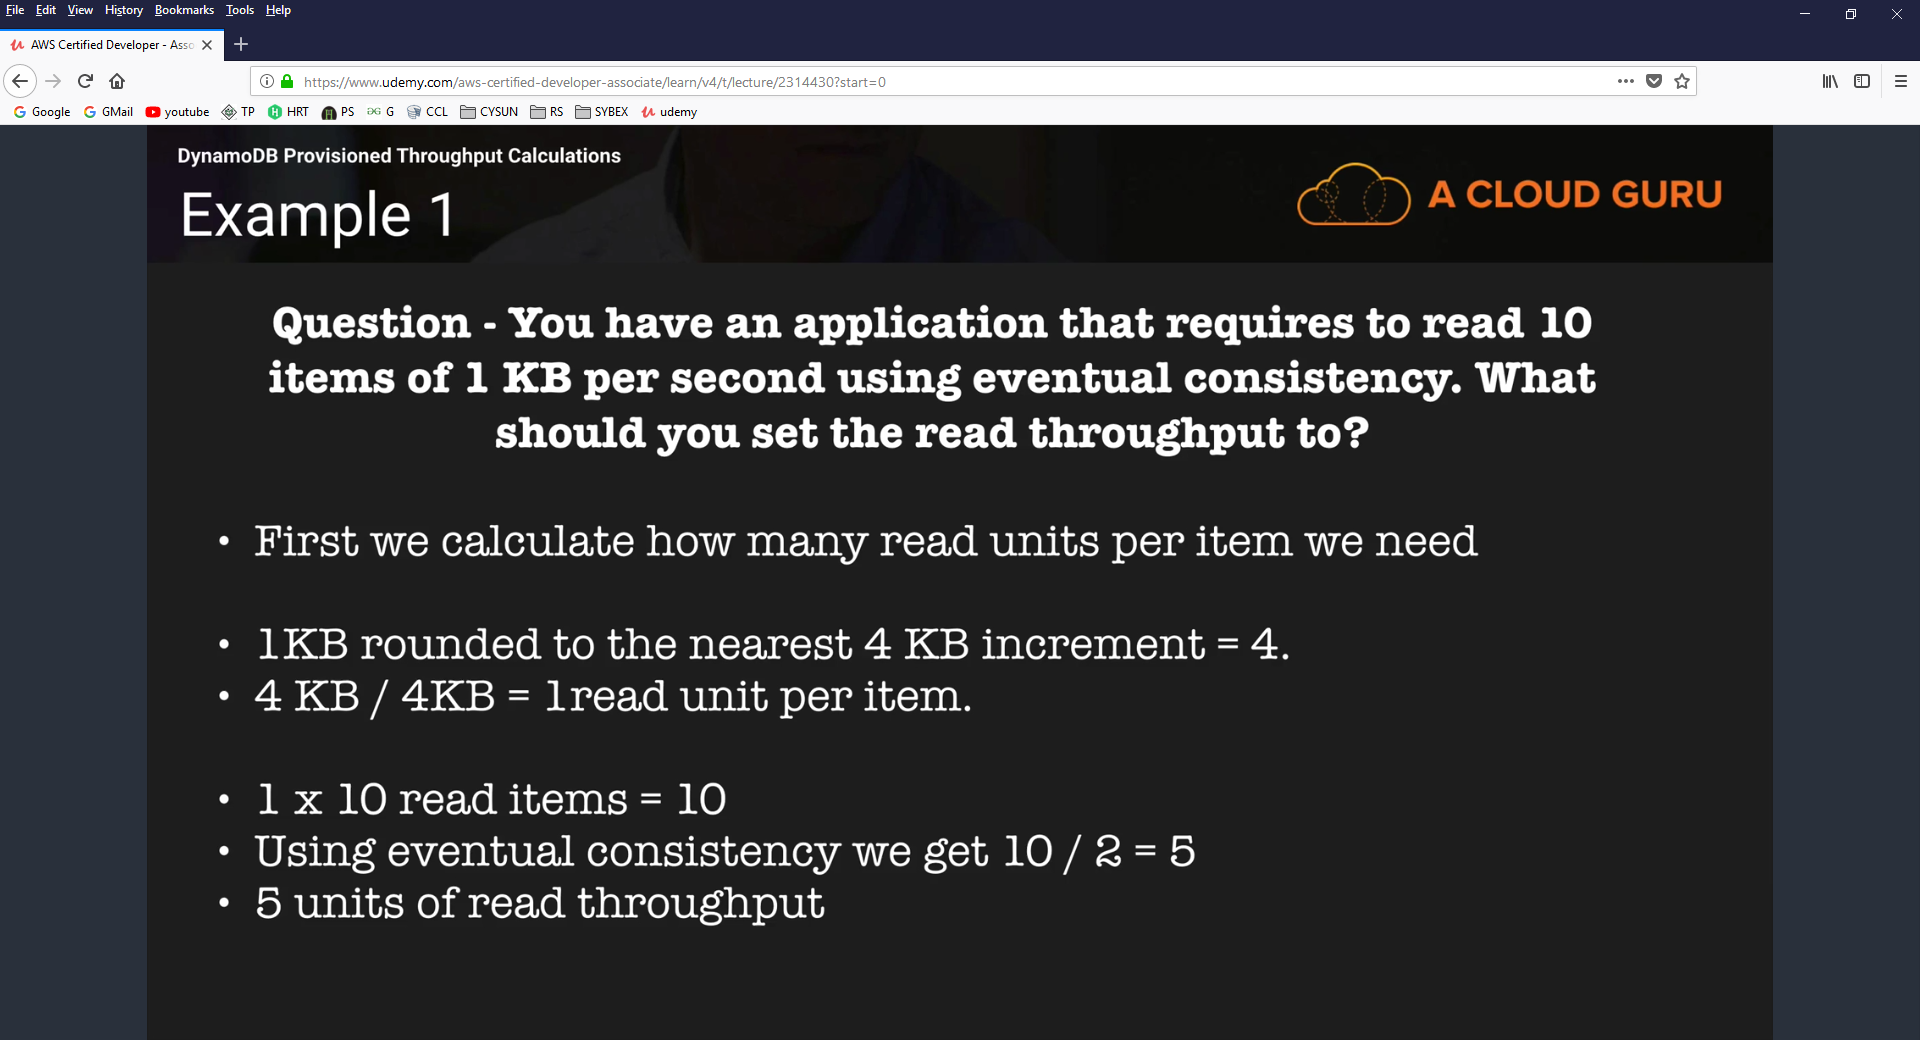 File Edit View History Bookmarks Tools Help
AWS Certified Developer - Asso
https://www.udemy.com/aws-certified-developer-associate/learn/v4/t/lecture/2314430?start=0
Google GMail youtube TP HRT PS G CCL CYSUN RS SYBEX udemy
DynamoDB Provisioned Throughput Calculations
Example 1
A CLOUD GURU
Question - You have an application that requires to read 10
items of 1 KB per second using eventual consistency. What
should you set the read throughput to?
• First we calculate how many read units per item we need
• 1KB rounded to the nearest 4 KB increment = 4.
• 4 KB / 4KB = 1read unit per item.
• 1 x 10 read items = 10
• Using eventual consistency we get 10 / 2 = 5
• 5 units of read throughput